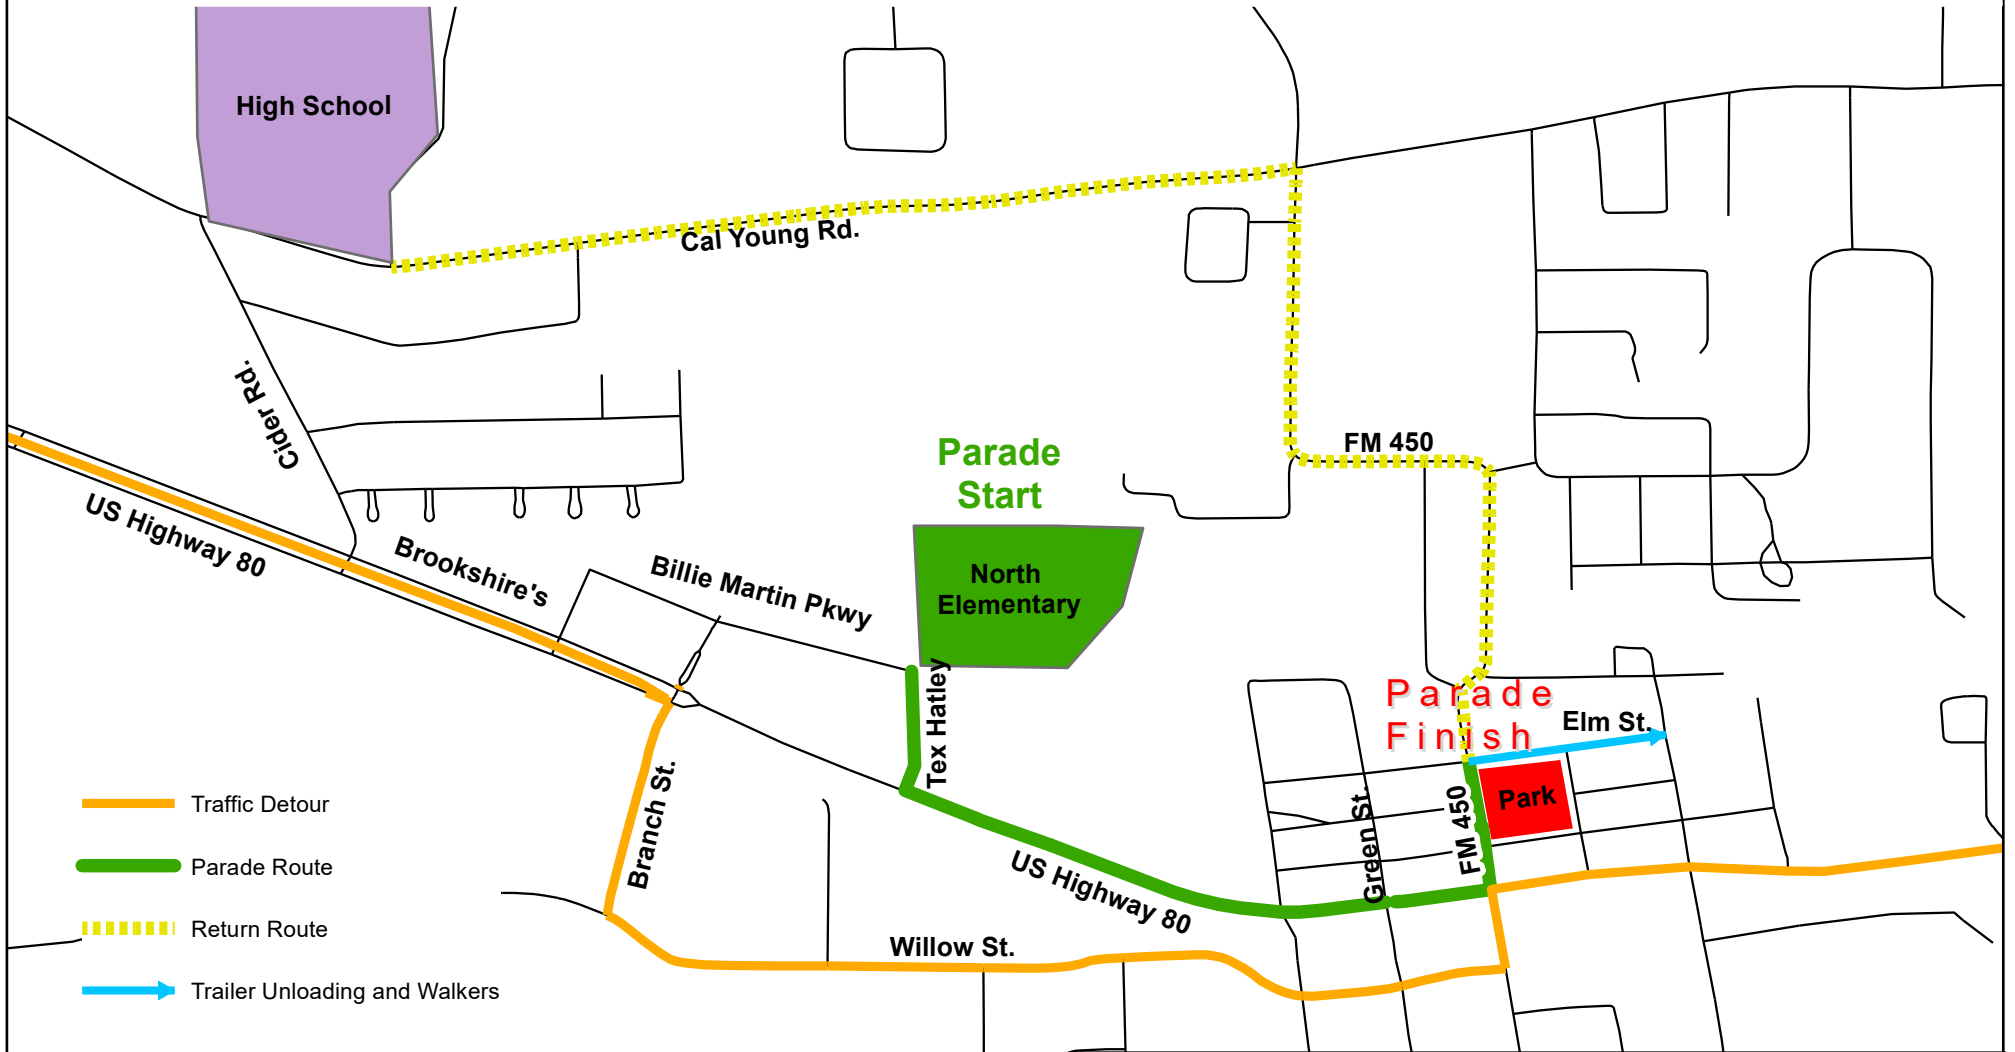 High School
Cal Young Rd.
Cider Rd.
FM 450
Parade
Start
US Highway 80
Brookshire's
Billie Martin Pkwy
North
Elementary
Tex Hatley
Parade
Finish
Elm St.
Park
Green St.
FM 450
Branch St.
US Highway 80
Willow St.
Traffic Detour
Parade Route
Return Route
Trailer Unloading and Walkers